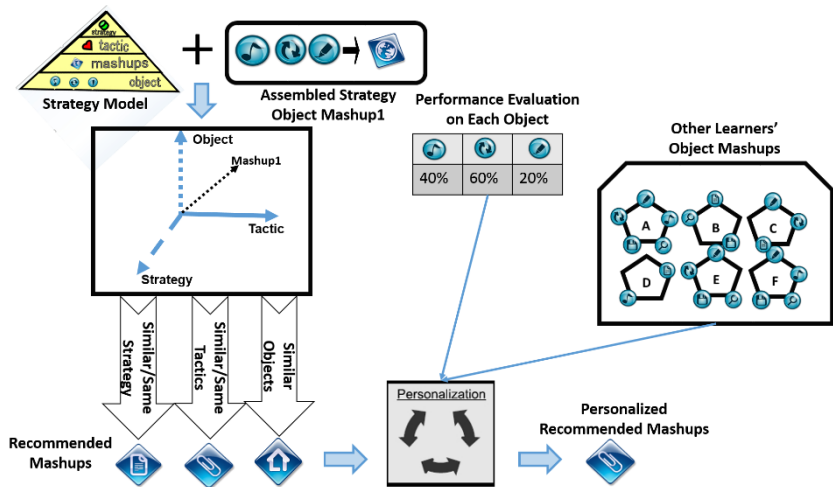 strategy
tactic
mashups
object
Strategy Model
+
Assembled Strategy
Object Mashup1
Performance Evaluation
on Each Object
40% 60% 20%
Other Learners'
Object Mashups
A B C
D E F
Object
Mashup1
Tactic
Strategy
Similar/Same
Strategy
Similar/Same
Tactics
Similar
Objects
Recommended
Mashups
Personalization
Personalized
Recommended Mashups